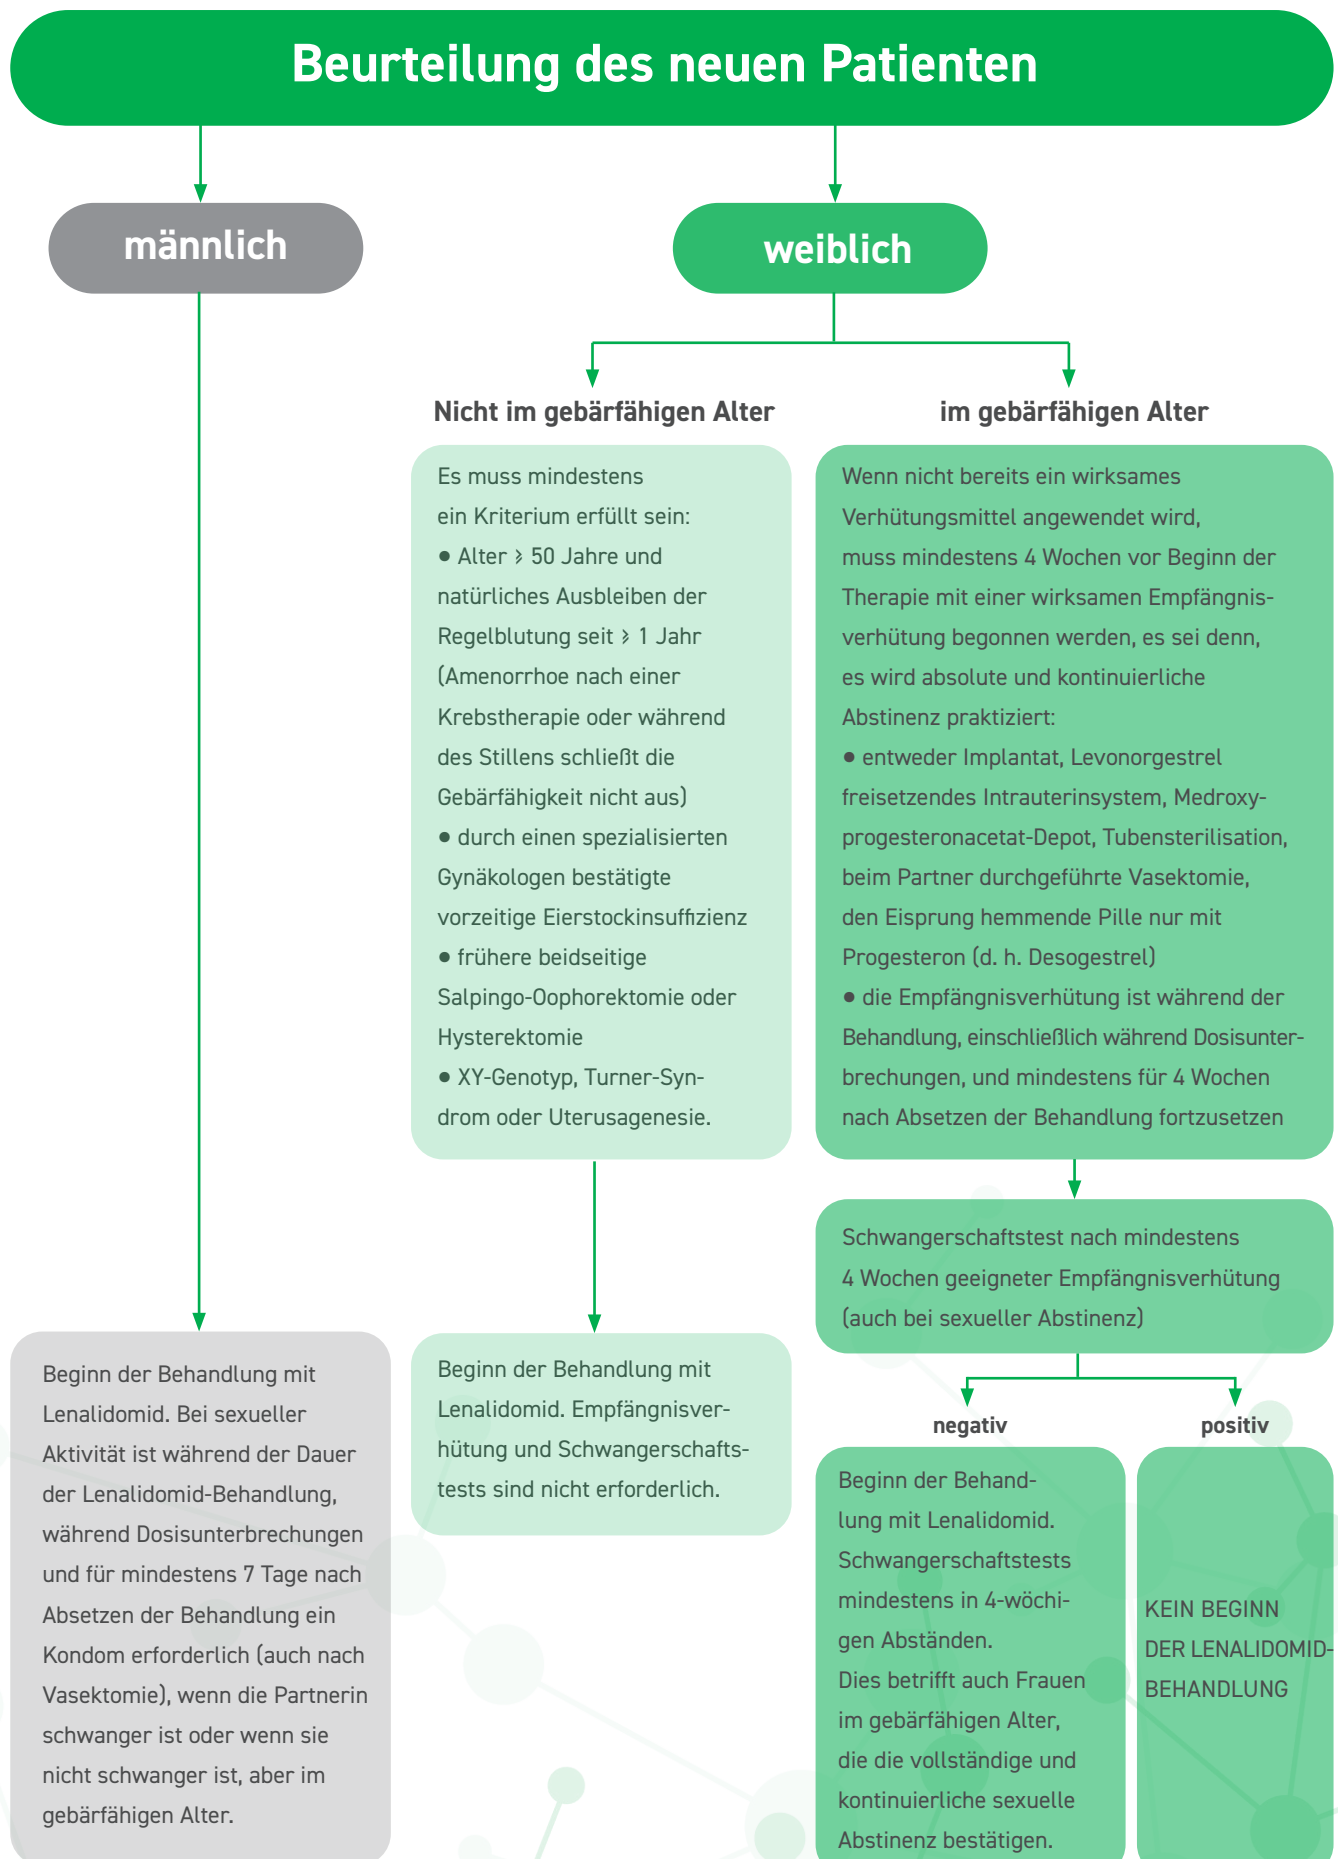 Beurteilung des neuen Patienten
männlich
weiblich
Nicht im gebärfähigen Alter
Es muss mindestens
ein Kriterium erfüllt sein:
• Alter ≥ 50 Jahre und
natürliches Ausbleiben der
Regelblutung seit ≥ 1 Jahr
(Amenorrhoe nach einer
Krebstherapie oder während
des Stillens schließt die
Gebärfähigkeit nicht aus)
• durch einen spezialisierten
Gynäkologen bestätigte
vorzeitige Eierstockinsuffizienz
• frühere beidseitige
Salpingo-Oophorektomie oder
Hysterektomie
• XY-Genotyp, Turner-Syn-
drom oder Uterusagenesie.
im gebärfähigen Alter
Wenn nicht bereits ein wirksames
Verhütungsmittel angewendet wird,
muss mindestens 4 Wochen vor Beginn der
Therapie mit einer wirksamen Empfängnis-
verhütung begonnen werden, es sei denn,
es wird absolute und kontinuierliche
Abstinenz praktiziert:
• entweder Implantat, Levonorgestrel
freisetzendes Intrauterinsystem, Medroxy-
progesteronacetat-Depot, Tubensterilisation,
beim Partner durchgeführte Vasektomie,
den Eisprung hemmende Pille nur mit
Progesteron (d. h. Desogestrel)
• die Empfängnisverhütung ist während der
Behandlung, einschließlich während Dosisunter-
brechungen, und mindestens für 4 Wochen
nach Absetzen der Behandlung fortzusetzen
Schwangerschaftstest nach mindestens
4 Wochen geeigneter Empfängnisverhütung
(auch bei sexueller Abstinenz)
Beginn der Behandlung mit
Lenalidomid. Bei sexueller
Aktivität ist während der Dauer
der Lenalidomid-Behandlung,
während Dosisunterbrechungen
und für mindestens 7 Tage nach
Absetzen der Behandlung ein
Kondom erforderlich (auch nach
Vasektomie), wenn die Partnerin
schwanger ist oder wenn sie
nicht schwanger ist, aber im
gebärfähigen Alter.
Beginn der Behandlung mit
Lenalidomid. Empfängnisver-
hütung und Schwangerschafts-
tests sind nicht erforderlich.
negativ
Beginn der Behand-
lung mit Lenalidomid.
Schwangerschaftstests
mindestens in 4-wöchi-
gen Abständen.
Dies betrifft auch Frauen
im gebärfähigen Alter,
die die vollständige und
kontinuierliche sexuelle
Abstinenz bestätigen.
positiv
KEIN BEGINN
DER LENALIDOMID-
BEHANDLUNG